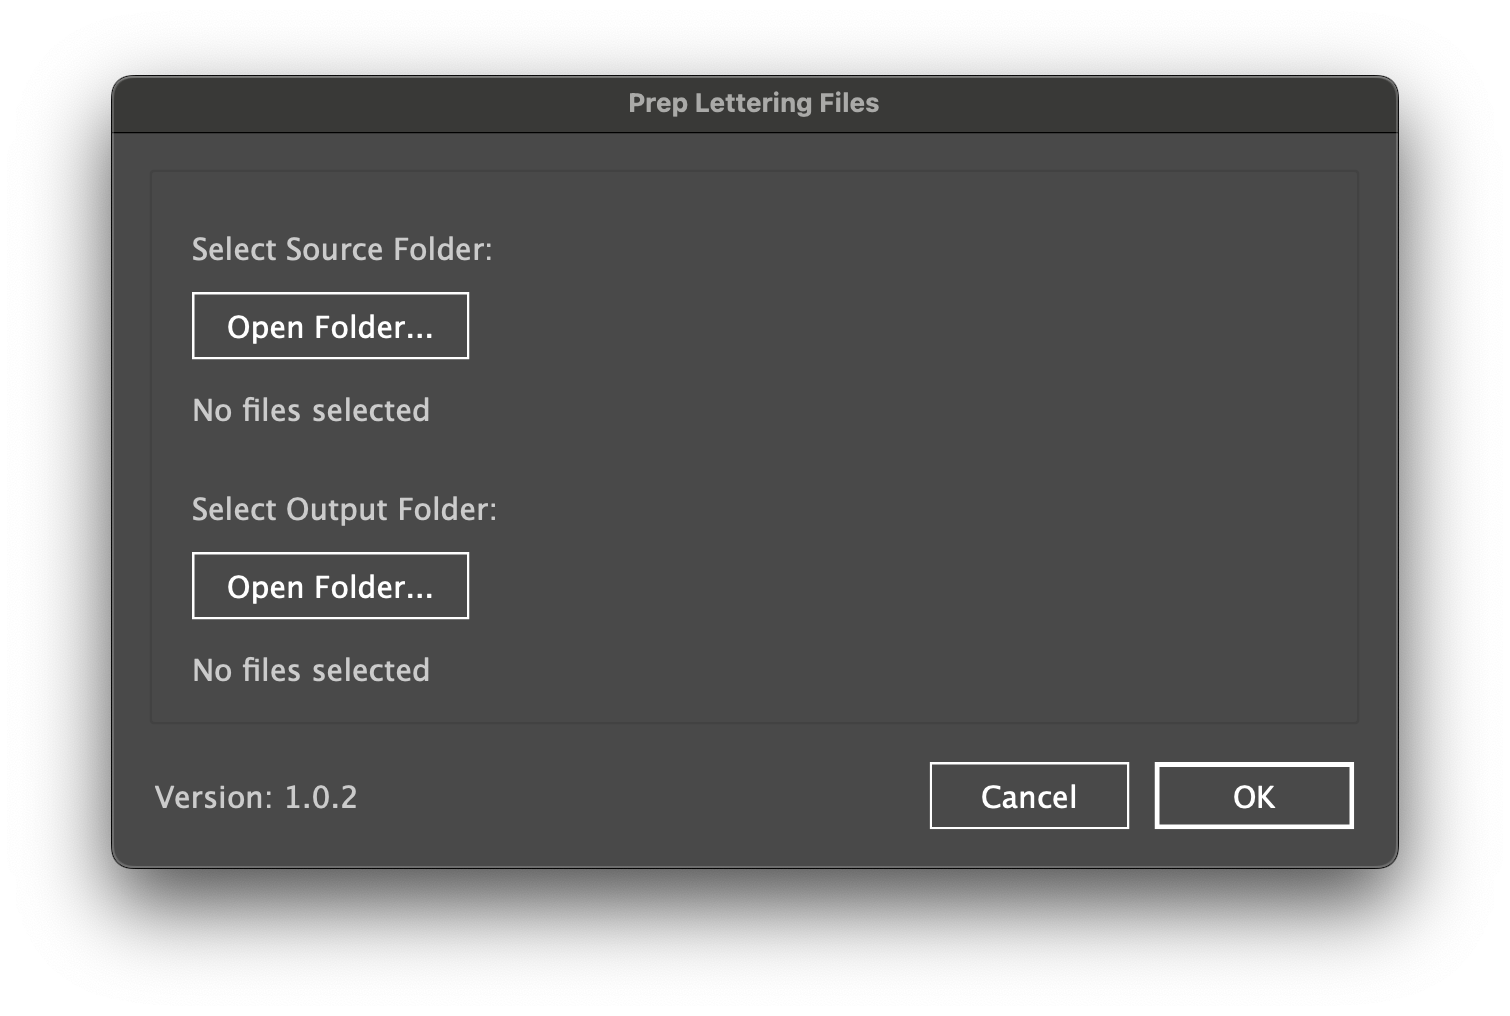 Prep Lettering Files
Select Source Folder:
Open Folder...
No files selected
Select Output Folder:
Open Folder...
No files selected
Version: 1.0.2
Cancel
OK